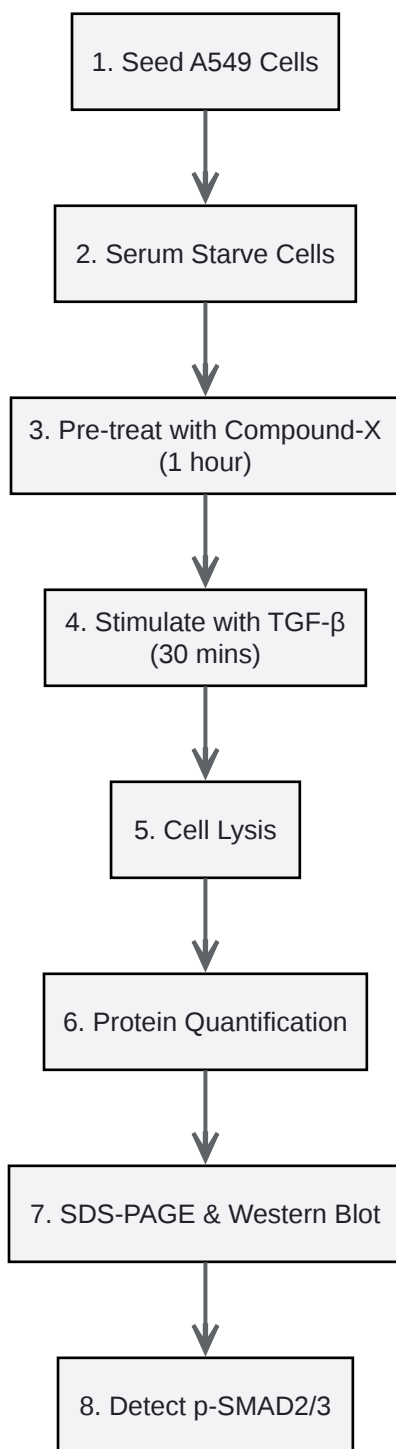 1. Seed A549 Cells
2. Serum Starve Cells
3. Pre-treat with Compound-X
(1 hour)
4. Stimulate with TGF-β
(30 mins)
5. Cell Lysis
6. Protein Quantification
7. SDS-PAGE & Western Blot
8. Detect p-SMAD2/3